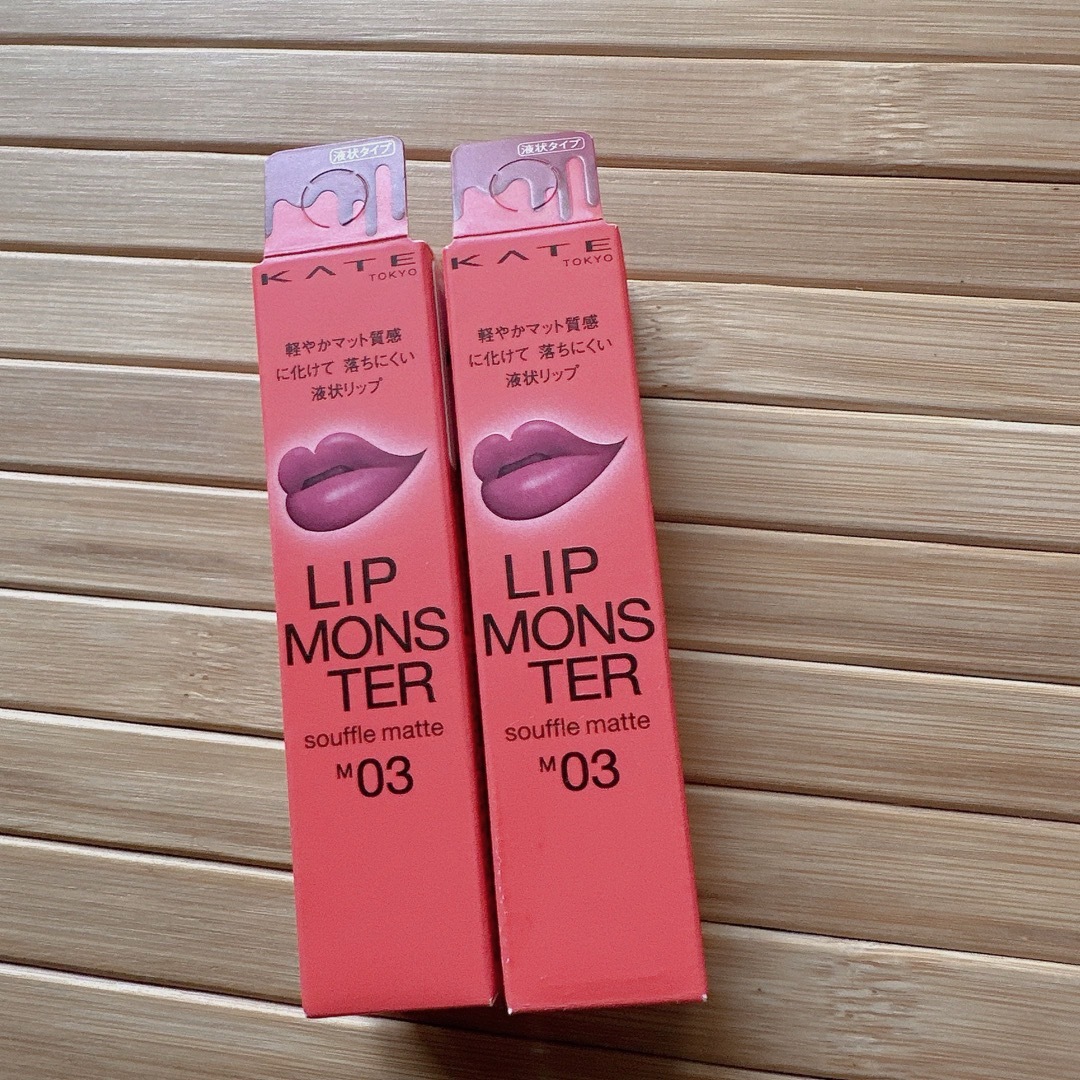 液状タイプ
KATE
TOKYO
軽やかマット質感
に化けて 落ちにくい
液状リップ
LIP
MONS
TER
souffle matte
M03
液状タイプ
KATE
TOKYO
軽やかマット質感
に化けて 落ちにくい
液状リップ
LIP
MONS
TER
souffle matte
M03